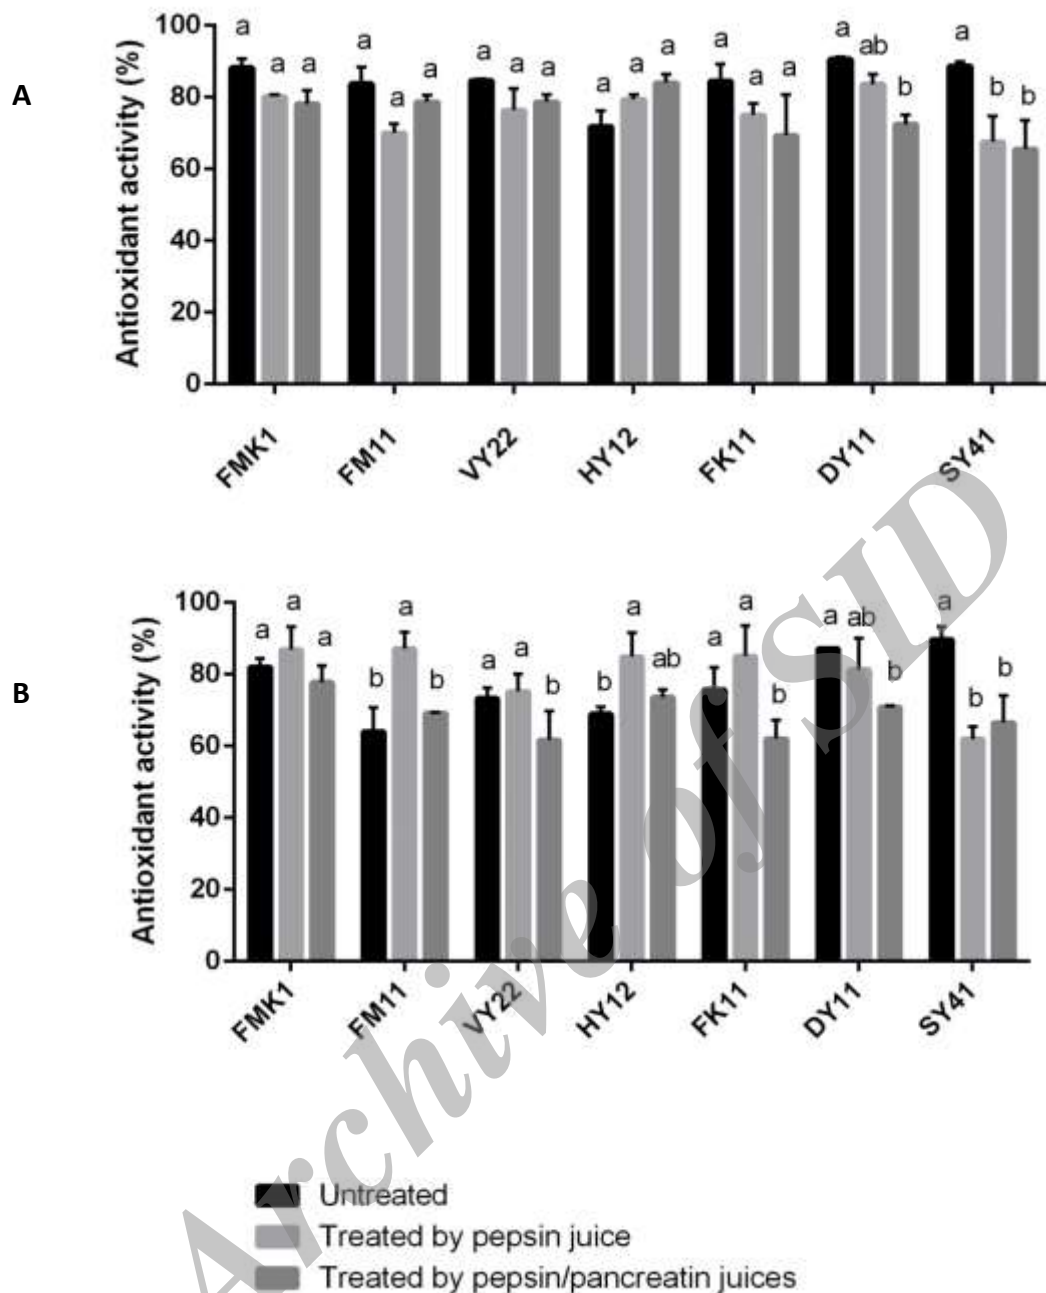 A
Antioxidant activity (%)
100
80
60
40
20
0
a a a
a a a
a a a
a a a
a a a
a ab b
a b b
FMK1 FM11 VY22 HY12 FK11 DY11 SY41
B
Antioxidant activity (%)
100
80
60
40
20
0
a a a
b a b
a a b
b a ab
a a b
a ab b
a b b
FMK1 FM11 VY22 HY12 FK11 DY11 SY41
Untreated
Treated by pepsin juice
Treated by pepsin/pancreatin juices
Archive of SID